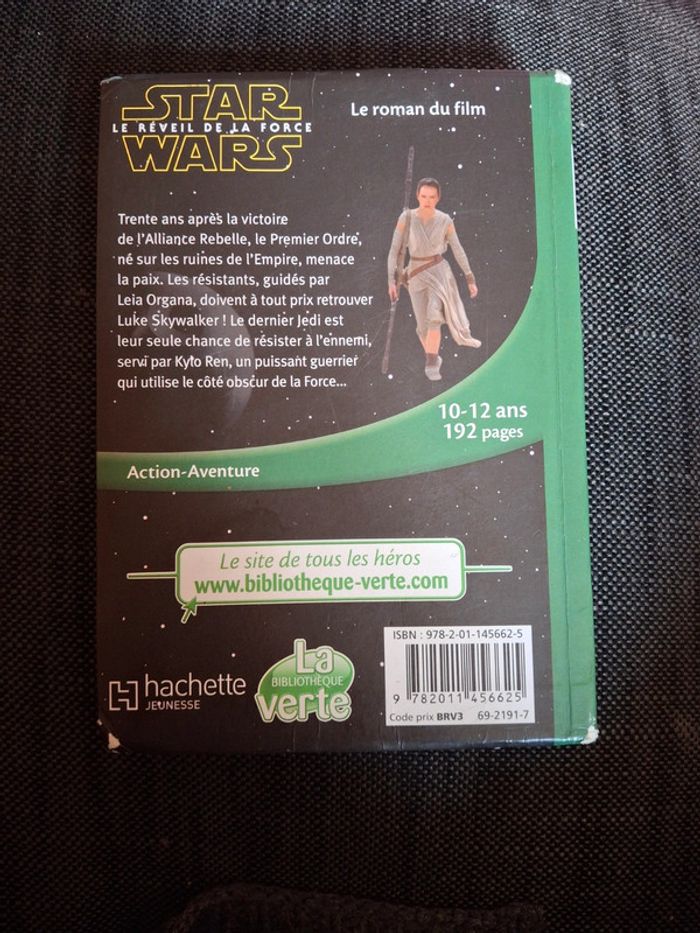 STAR
LE RÉVEIL DE LA FORCE
WARS
Le roman du film
Trente ans après la victoire
de l'Alliance Rebelle, le Premier Ordre,
né sur les ruines de l'Empire, menace
la paix. Les résistants, guidés par
Leia Organa, doivent à tout prix retrouver
Luke Skywalker ! Le dernier Jedi est
leur seule chance de résister à l'ennemi,
servi par Kylo Ren, un puissant guerrier
qui utilise le côté obscur de la Force...
10-12 ans
192 pages
Action-Aventure
Le site de tous les héros
www.bibliotheque-verte.com
hachette
JEUNESSE
La
BIBLIOTHÈQUE
verte
ISBN : 978-2-01-145662-5
9 782011 456625
Code prix BRV3 69-2191-7